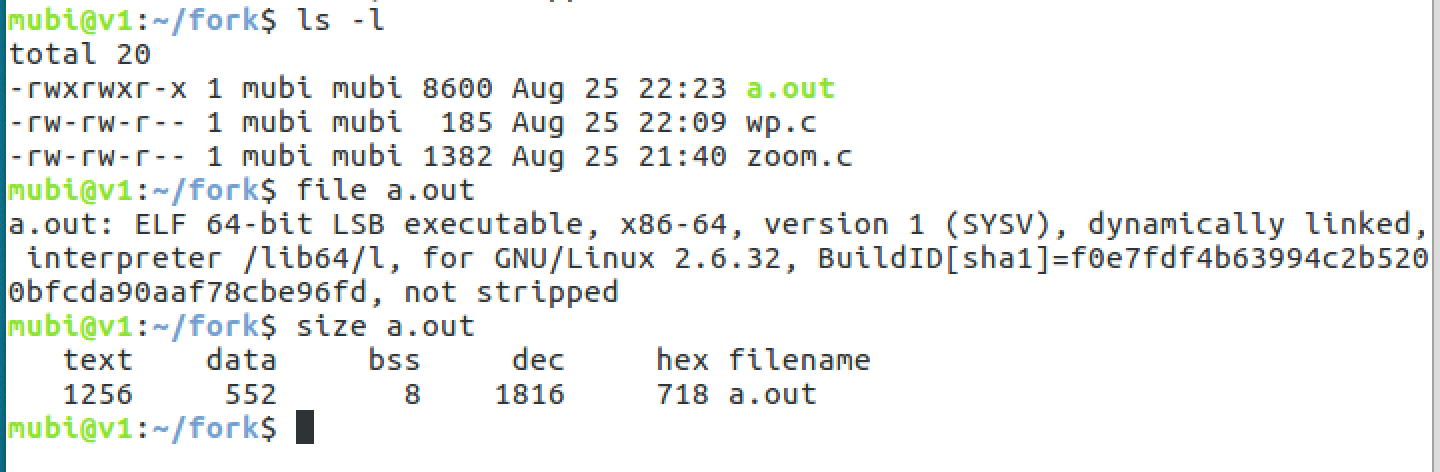 mubi@v1:~/fork$ ls -l
total 20
-rwxrwxr-x 1 mubi mubi 8600 Aug 25 22:23 a.out
-rw-rw-r-- 1 mubi mubi  185 Aug 25 22:09 wp.c
-rw-rw-r-- 1 mubi mubi 1382 Aug 25 21:40 zoom.c
mubi@v1:~/fork$ file a.out
a.out: ELF 64-bit LSB executable, x86-64, version 1 (SYSV), dynamically linked,
 interpreter /lib64/l, for GNU/Linux 2.6.32, BuildID[sha1]=f0e7fdf4b63994c2b520
0bfcda90aaf78cbe96fd, not stripped
mubi@v1:~/fork$ size a.out
   text    data     bss     dec     hex filename
   1256     552       8    1816     718 a.out
mubi@v1:~/fork$